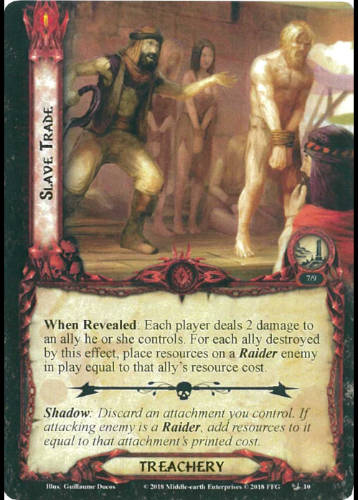 SLAVE TRADE
7/9
When Revealed: Each player deals 2 damage to
an ally he or she controls. For each ally destroyed
by this effect, place resources on a Raider enemy
in play equal to that ally's resource cost.
Shadow: Discard an attachment you control. If
attacking enemy is a Raider, add resources to it
equal to that attachment's printed cost.
TREACHERY
Illus. Guillaume Ducos
© 2018 Middle-earth Enterprises © 2018 FFG